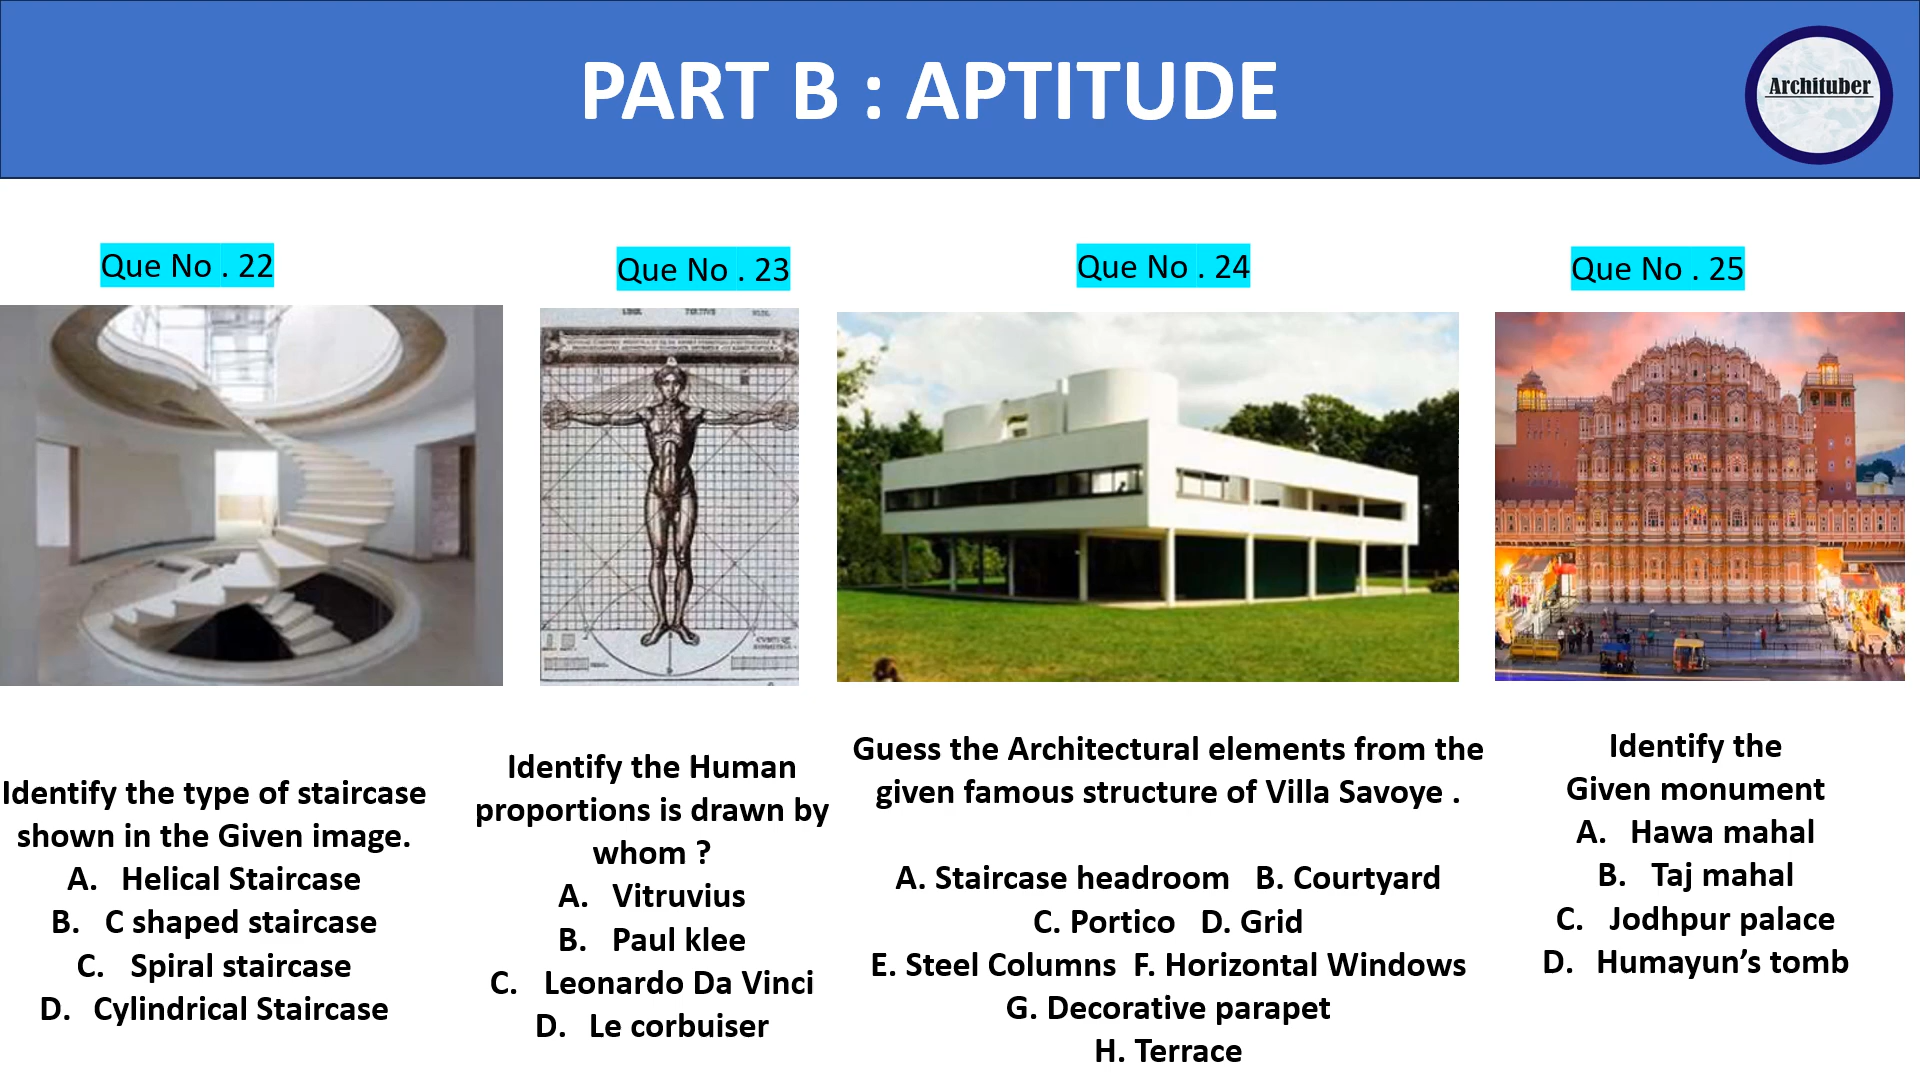 PART B : APTITUDE
Archituber
Que No . 22
Identify the type of staircase
shown in the Given image.
A. Helical Staircase
B. C shaped staircase
C. Spiral staircase
D. Cylindrical Staircase
Que No . 23
Identify the Human
proportions is drawn by
whom ?
A. Vitruvius
B. Paul klee
C. Leonardo Da Vinci
D. Le corbuiser
Que No . 24
Guess the Architectural elements from the
given famous structure of Villa Savoye .
A. Staircase headroom B. Courtyard
C. Portico D. Grid
E. Steel Columns F. Horizontal Windows
G. Decorative parapet
H. Terrace
Que No . 25
Identify the
Given monument
A. Hawa mahal
B. Taj mahal
C. Jodhpur palace
D. Humayun’s tomb